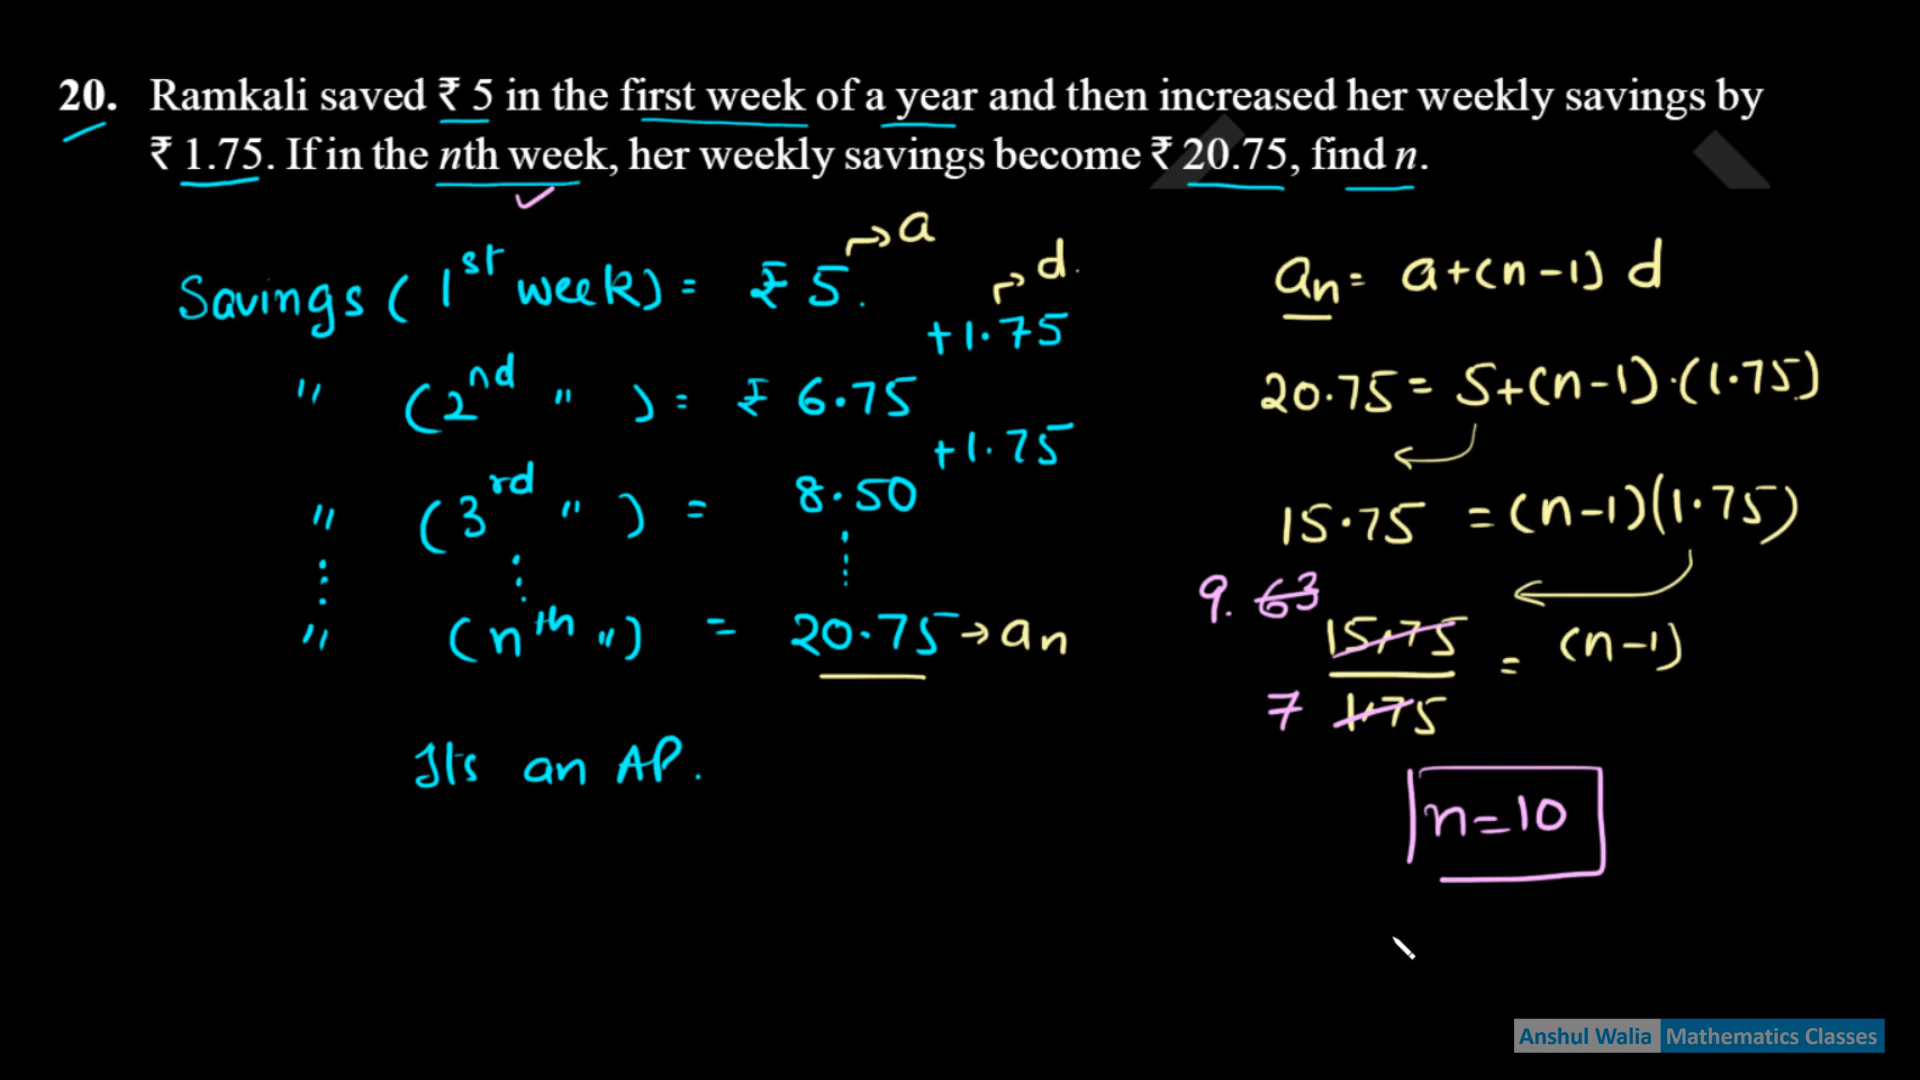 20. Ramkali saved ₹ 5 in the first week of a year and then increased her weekly savings by
₹ 1.75. If in the nth week, her weekly savings become ₹ 20.75, find n.
Savings (1st week) = ₹ 5. → a
→ d.
+1.75
" (2nd ") = ₹ 6.75
+1.75
" (3rd ") = 8.50
" (nth ") = 20.75 → an
It's an AP.
an = a+(n-1) d
20.75 = 5+(n-1).(1.75)
15.75 = (n-1)(1.75)
9. 63
15.75 = (n-1)
7 1.75
n=10
Anshul Walia Mathematics Classes